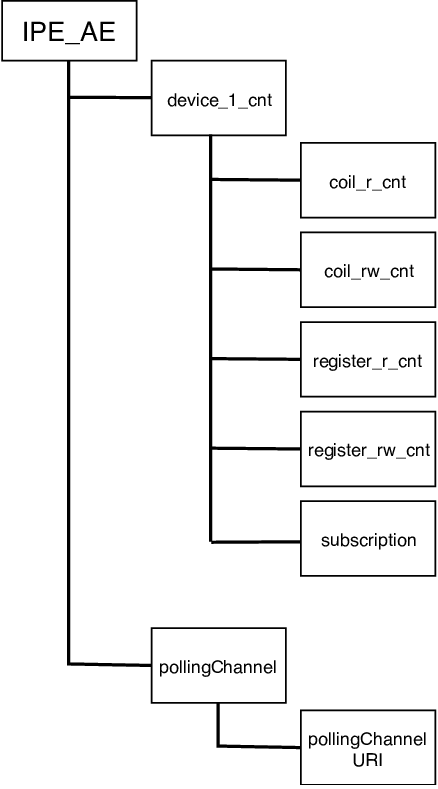 IPE_AE
device_1_cnt
coil_r_cnt
coil_rw_cnt
register_r_cnt
register_rw_cnt
subscription
pollingChannel
pollingChannel
URI